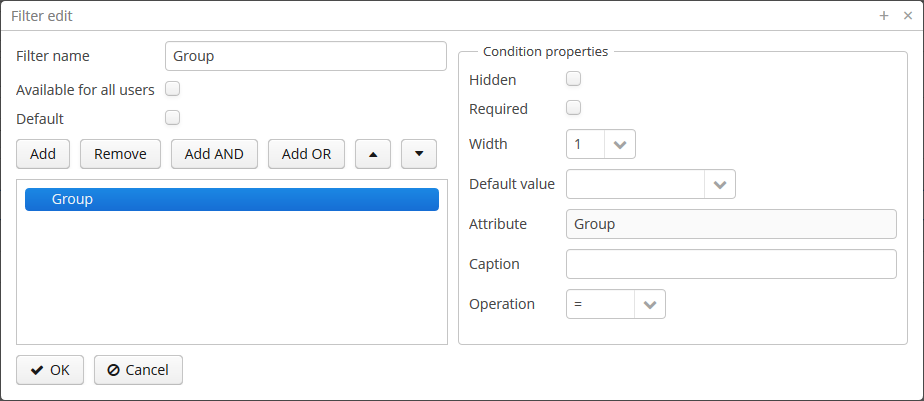 Filter edit
Filter name
Group
Available for all users
Default
Add
Remove
Add AND
Add OR
Group
OK
Cancel
Condition properties
Hidden
Required
Width
1
Default value
Attribute
Group
Caption
Operation
=